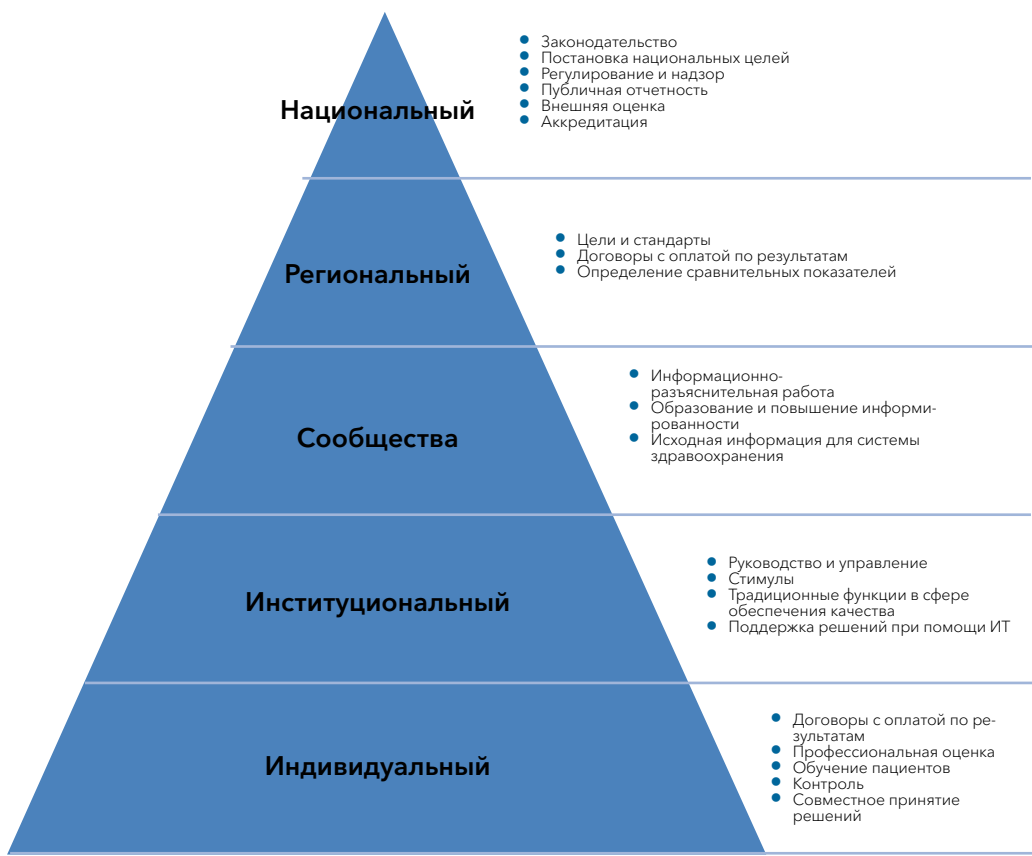 Национальный
Законодательство
Постановка национальных целей
Регулирование и надзор
Публичная отчетность
Внешняя оценка
Аккредитация
Региональный
Цели и стандарты
Договоры с оплатой по результатам
Определение сравнительных показателей
Сообщества
Информационно-
разъяснительная работа
Образование и повышение информи-
рованности
Исходная информация для системы
здравоохранения
Институциональный
Руководство и управление
Стимулы
Традиционные функции в сфере
обеспечения качества
Поддержка решений при помощи ИТ
Индивидуальный
Договоры с оплатой по ре-
зультатам
Профессиональная оценка
Обучение пациентов
Контроль
Совместное принятие
решений